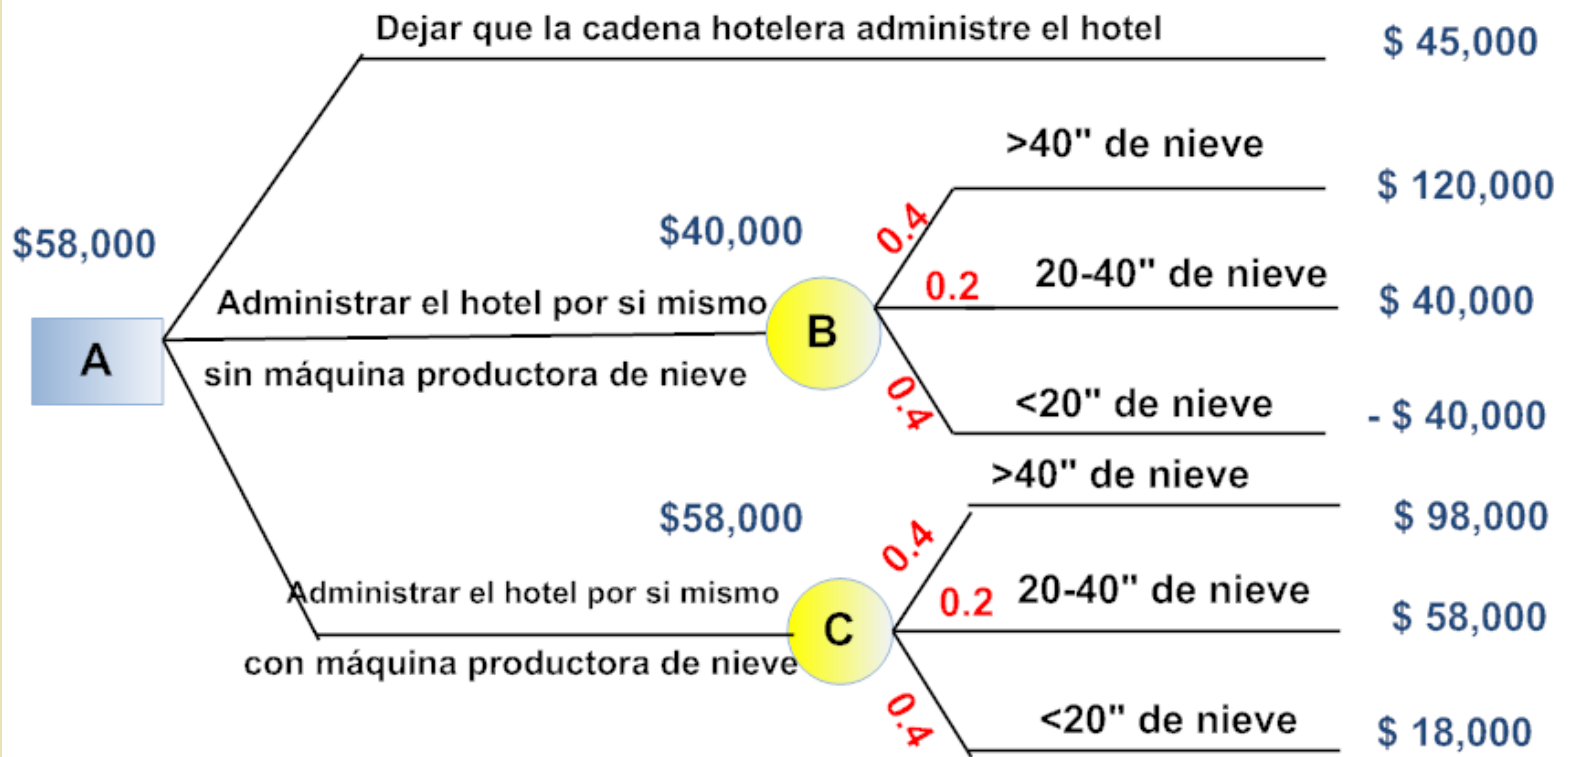 Dejar que la cadena hotelera administre el hotel
$ 45,000
>40" de nieve
$ 120,000
$58,000
$40,000
0.4
0.2
20-40" de nieve
$ 40,000
Administrar el hotel por si mismo
A
B
sin máquina productora de nieve
0.4
<20" de nieve
- $ 40,000
>40" de nieve
$58,000
$ 98,000
0.4
Administrar el hotel por si mismo
0.2
20-40" de nieve
$ 58,000
C
con máquina productora de nieve
0.4
<20" de nieve
$ 18,000